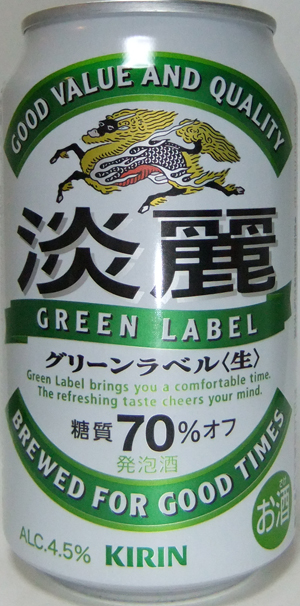 GOOD VALUE AND QUALITY
淡麗
GREEN LABEL
グリーンラベル〈生〉
Green Label brings you a comfortable time.
The refreshing taste cheers your mind.
糖質70%オフ
発泡酒
BREWED FOR GOOD TIMES
お酒
ALC.4.5% KIRIN